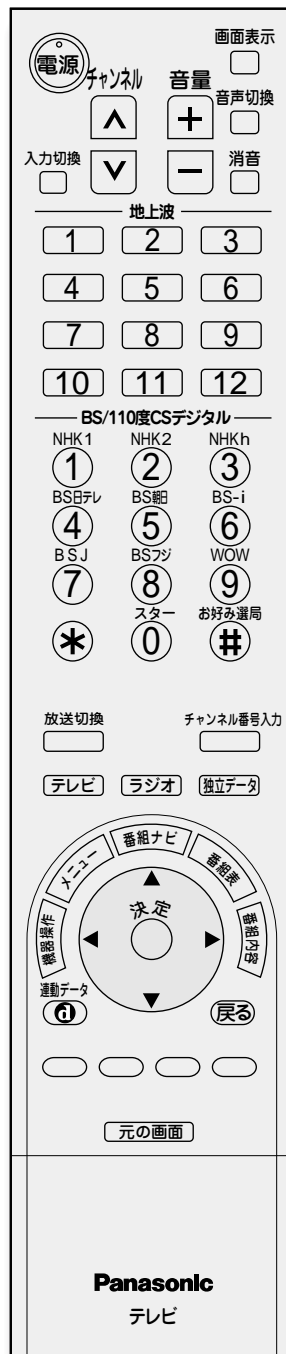 電源
画面表示
チャンネル
音量
音声切換
入力切換
消音
地上波
1 2 3
4 5 6
7 8 9
10 11 12
BS/110度CSデジタル
NHK1 NHK2 NHKh
1 2 3
BS日テレ BS朝日 BS-i
4 5 6
BSJ BSフジ WOW
7 8 9
スター お好み選局
* 0 #
放送切換
チャンネル番号入力
テレビ ラジオ 独立データ
機器操作
メニュー
番組ナビ
番組表
番組内容
決定
連動データ
d
戻る
元の画面
Panasonic
テレビ